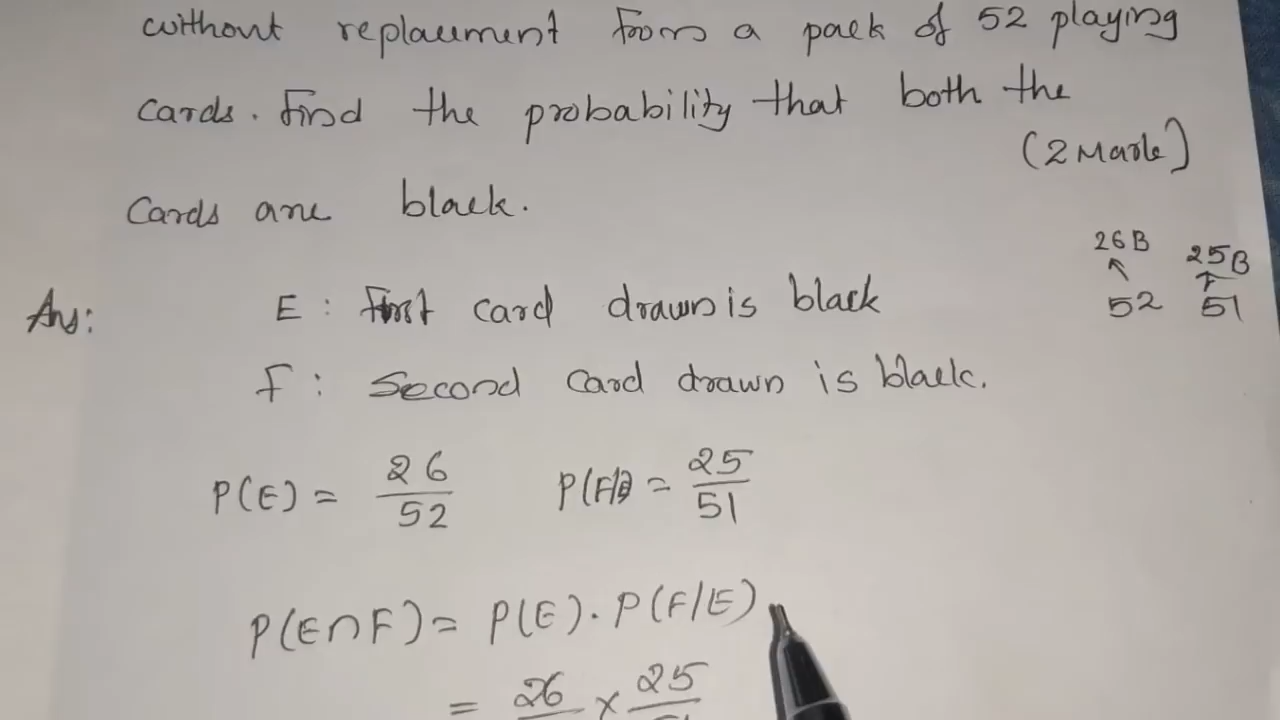 without replacement from a pack of 52 playing
cards. Find the probability that both the
(2 Mark)
Cards are black.
26B 25B
52 51
Ans: E : First card drawn is black
F : Second card drawn is black.
P(E) = 26/52 P(F/E) = 25/51
P(E∩F) = P(E) . P(F/E)
= 26 × 25